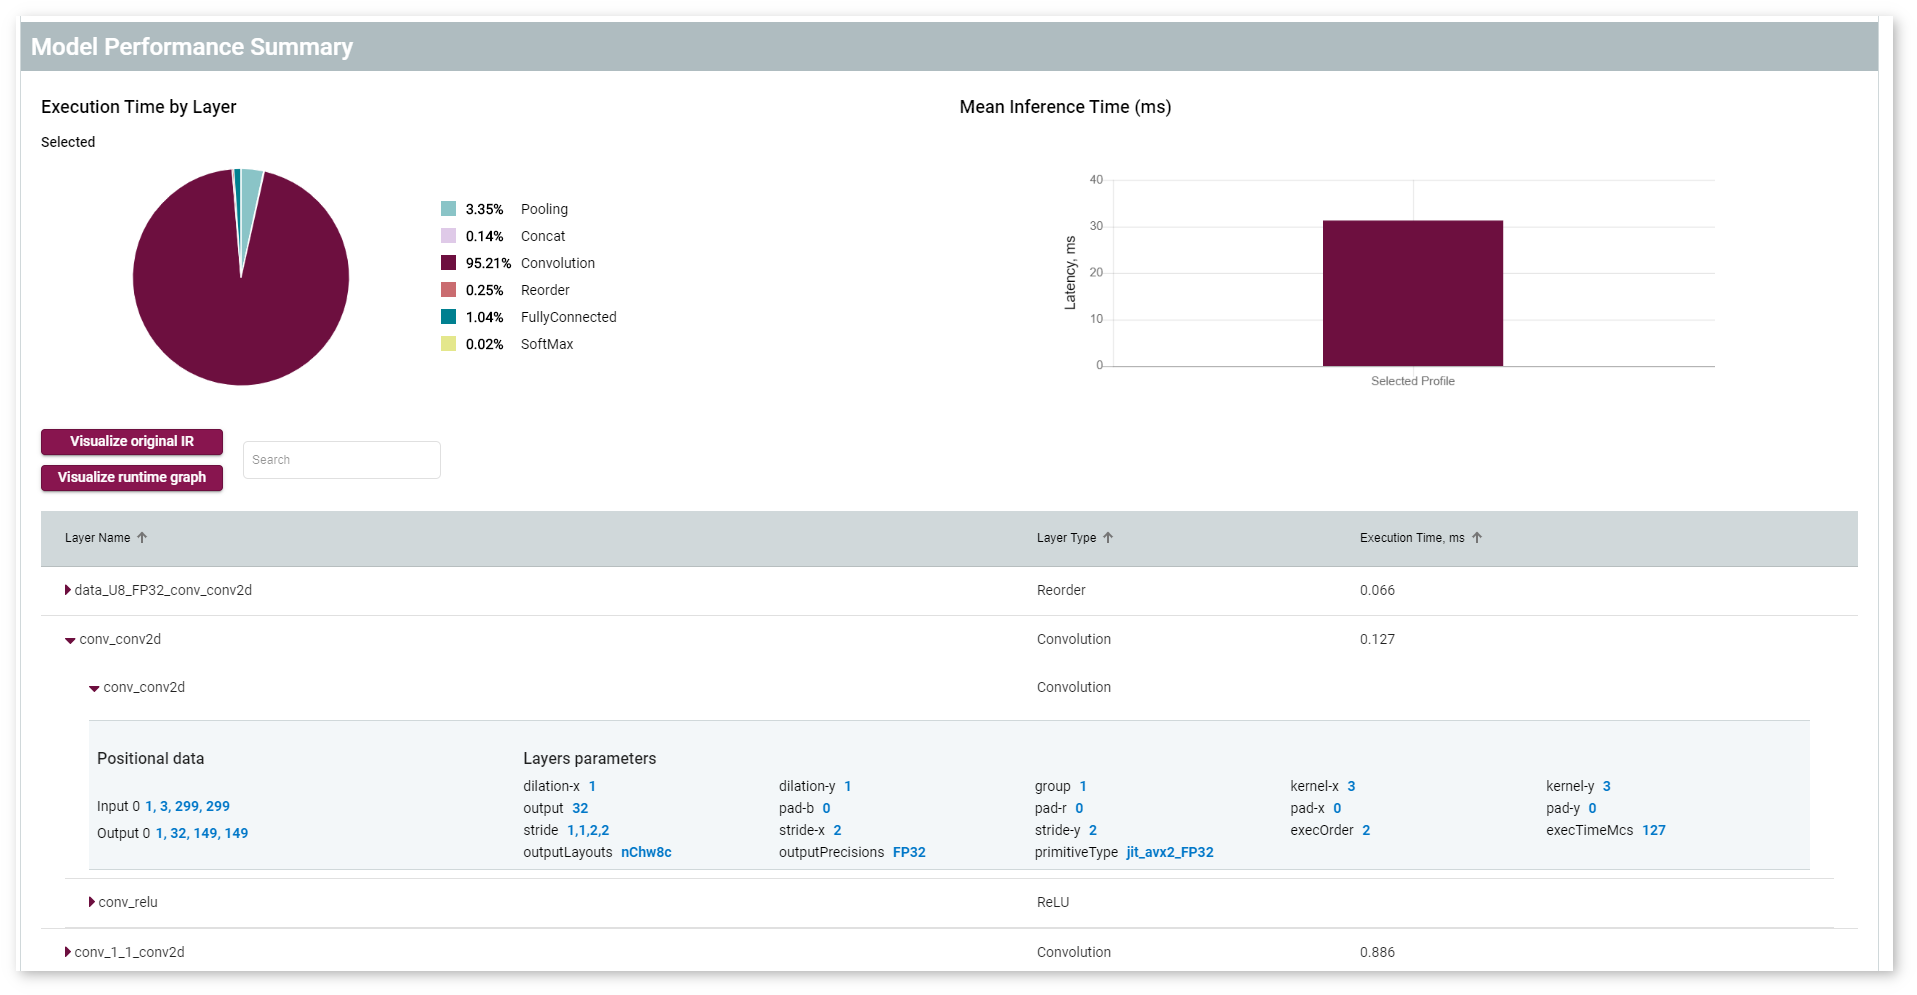 Model Performance Summary
Execution Time by Layer
Selected
3.35% Pooling
0.14% Concat
95.21% Convolution
0.25% Reorder
1.04% FullyConnected
0.02% SoftMax
Mean Inference Time (ms)
Latency, ms
40
30
20
10
0
Selected Profile
Visualize original IR
Visualize runtime graph
Search
Layer Name Layer Type Execution Time, ms
data_U8_FP32_conv_conv2d Reorder 0.066
conv_conv2d Convolution 0.127
conv_conv2d Convolution
Positional data
Input 0 1, 3, 299, 299
Output 0 1, 32, 149, 149
Layers parameters
dilation-x 1 dilation-y 1 group 1 kernel-x 3 kernel-y 3
output 32 pad-b 0 pad-r 0 pad-x 0 pad-y 0
stride 1,1,2,2 stride-x 2 stride-y 2 execOrder 2 execTimeMcs 127
outputLayouts nChw8c outputPrecisions FP32 primitiveType jit_avx2_FP32
conv_relu ReLU
conv_1_1_conv2d Convolution 0.886